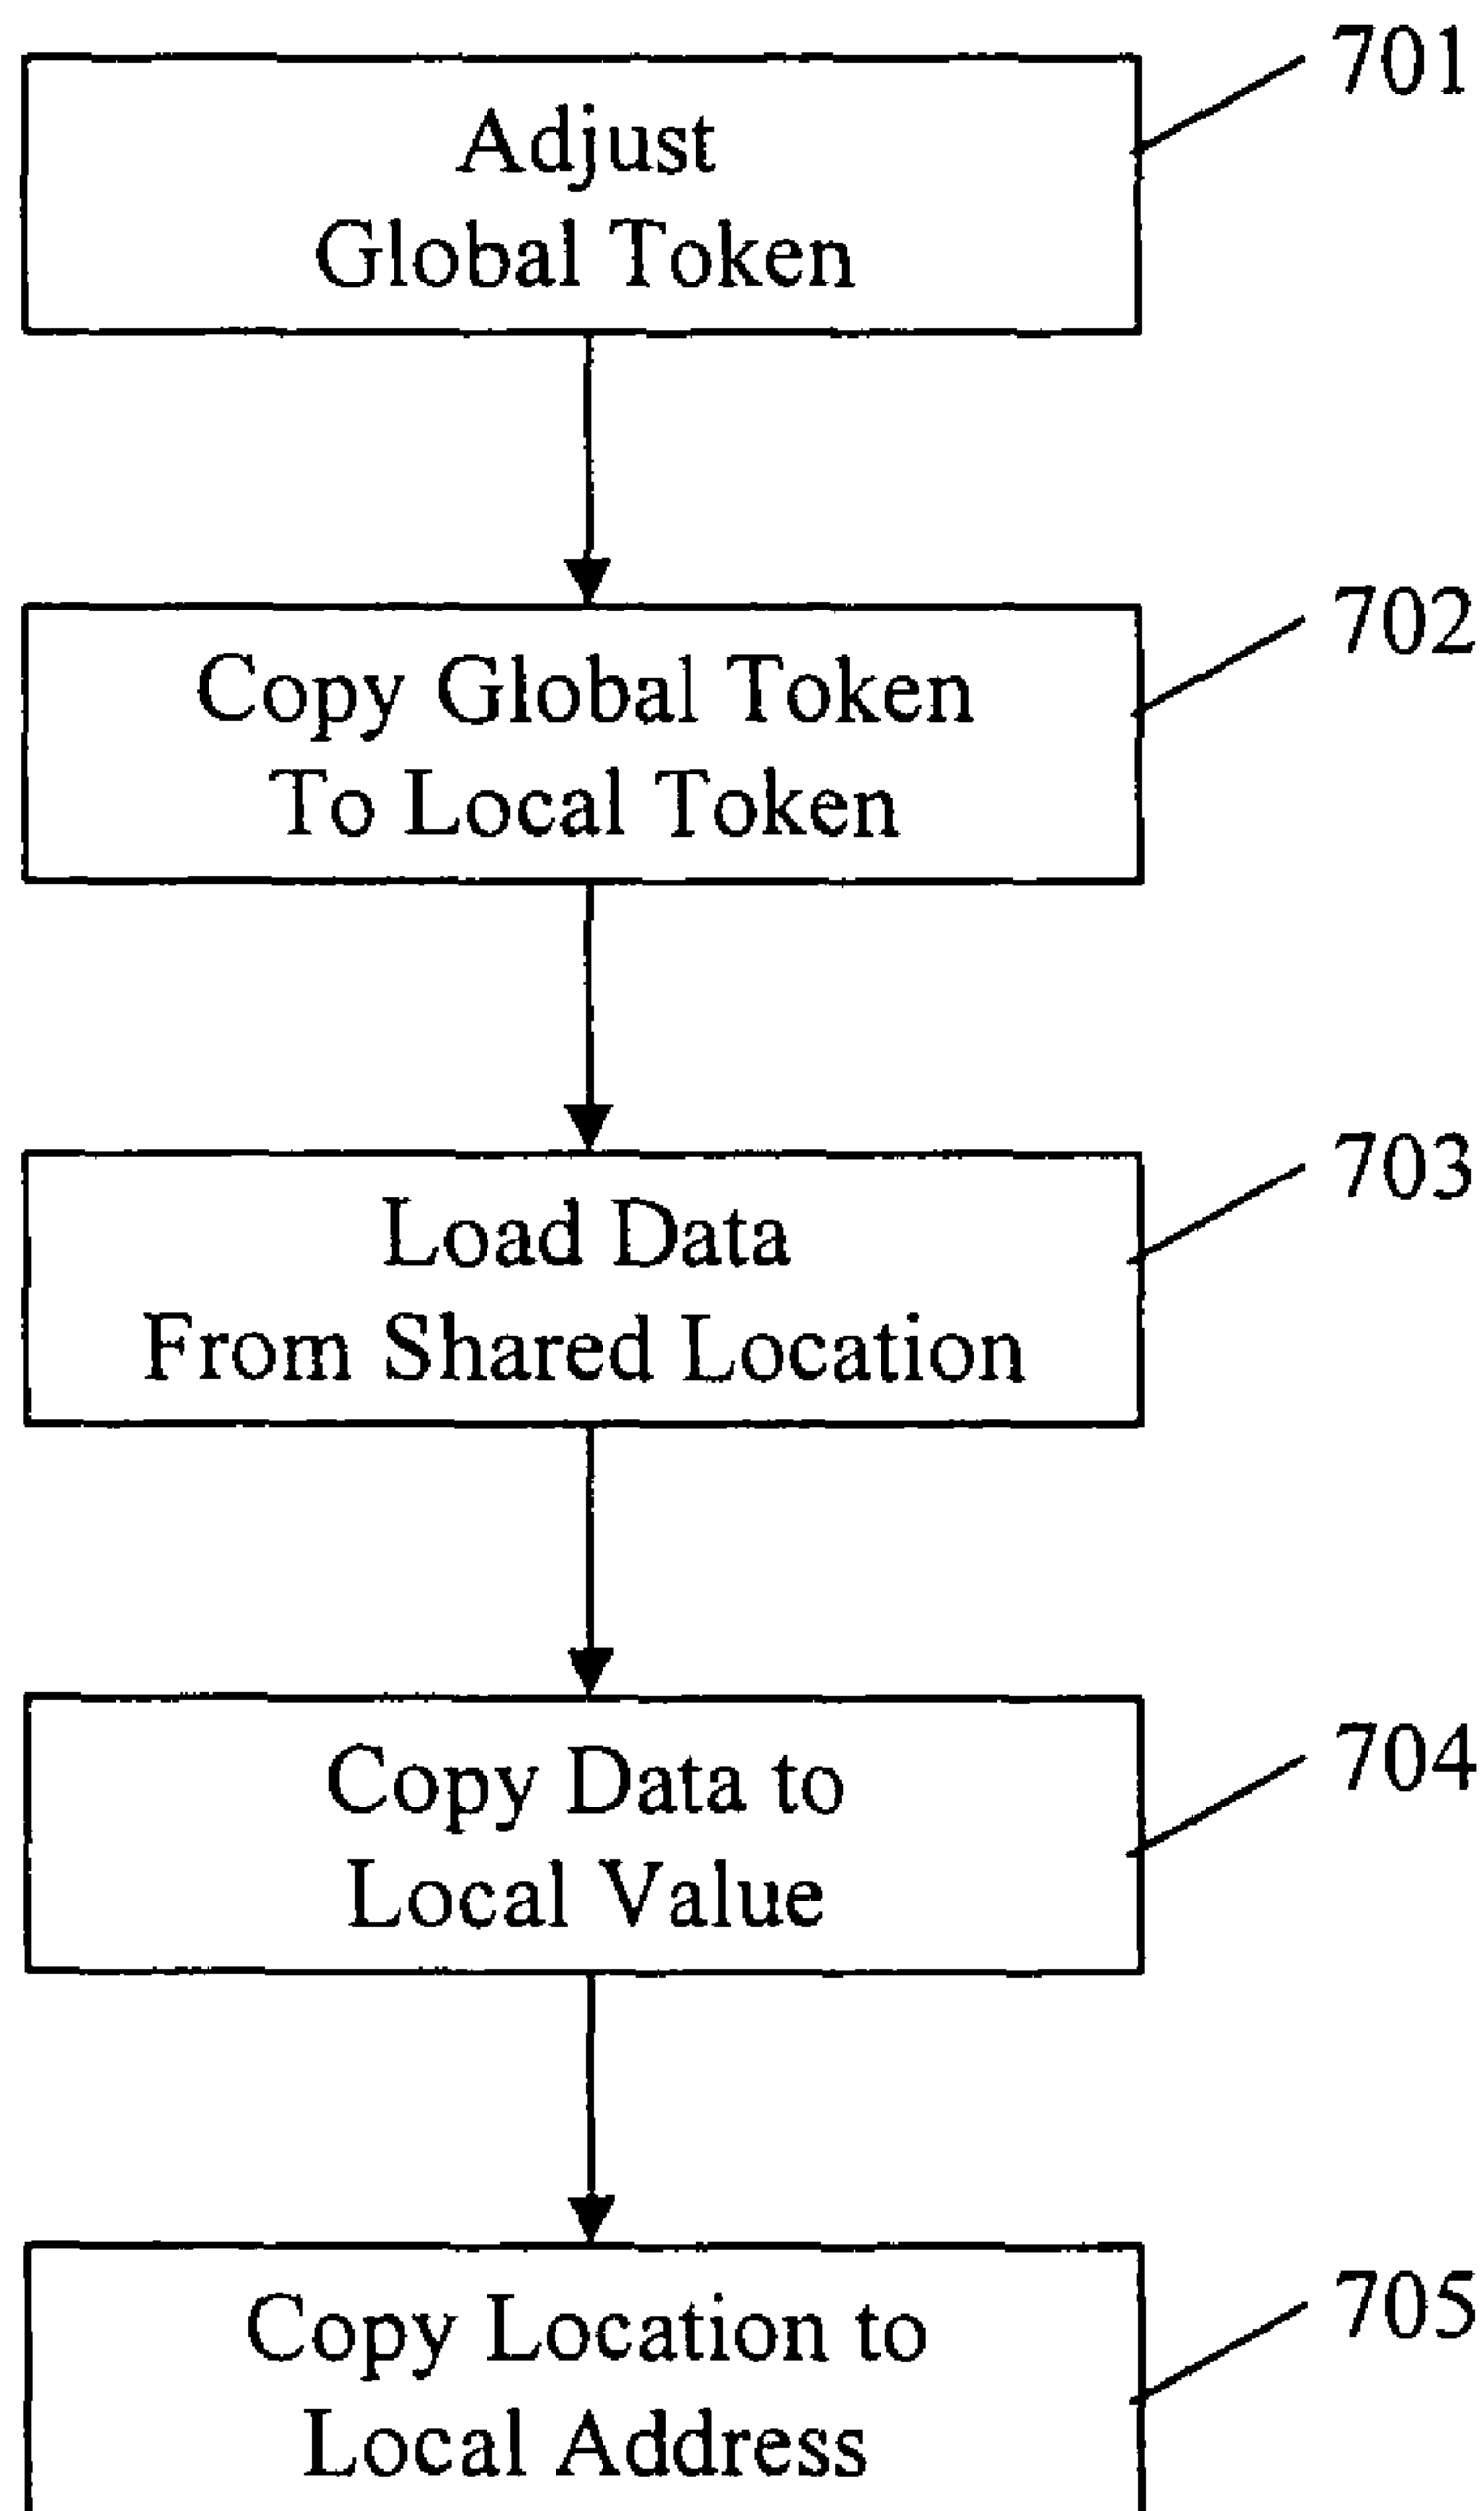 701
Adjust
Global Token
702
Copy Global Token
To Local Token
703
Load Data
From Shared Location
704
Copy Data to
Local Value
705
Copy Location to
Local Address